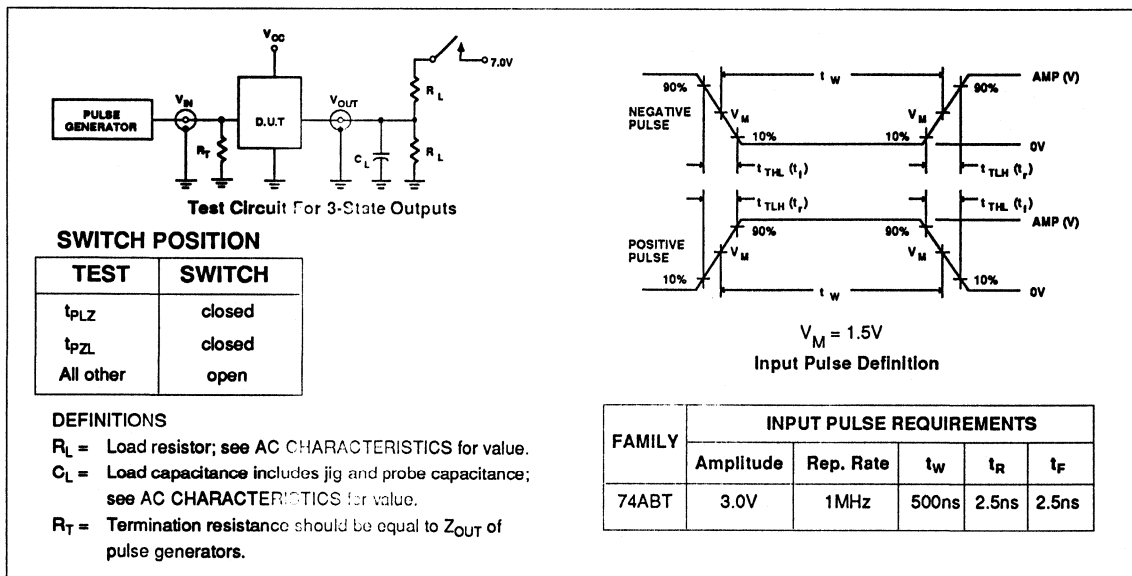 VCC
7.0V
RL
PULSE GENERATOR
VIN
D.U.T
VOUT
RT
CL
RL
Test Circuit For 3-State Outputs
SWITCH POSITION
TEST SWITCH
tPLZ closed
tPZL closed
All other open
DEFINITIONS
RL = Load resistor; see AC CHARACTERISTICS for value.
CL = Load capacitance includes jig and probe capacitance;
see AC CHARACTERISTICS for value.
RT = Termination resistance should be equal to ZOUT of
pulse generators.
tW
AMP (V)
90% 90%
NEGATIVE PULSE
VM VM
10% 10%
0V
tTHL (tf) tTLH (tr)
tTLH (tr) tTHL (tf)
AMP (V)
90% 90%
POSITIVE PULSE
VM VM
10% 10%
tW
0V
VM = 1.5V
Input Pulse Definition
FAMILY INPUT PULSE REQUIREMENTS
Amplitude Rep. Rate tW tR tF
74ABT 3.0V 1MHz 500ns 2.5ns 2.5ns